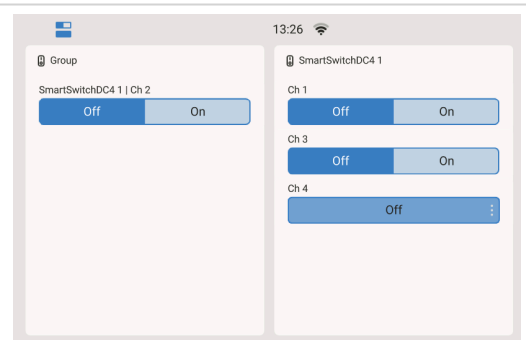 13:26
Group
SmartSwitchDC4 1 | Ch 2
Off On
SmartSwitchDC4 1
Ch 1
Off On
Ch 3
Off On
Ch 4
Off